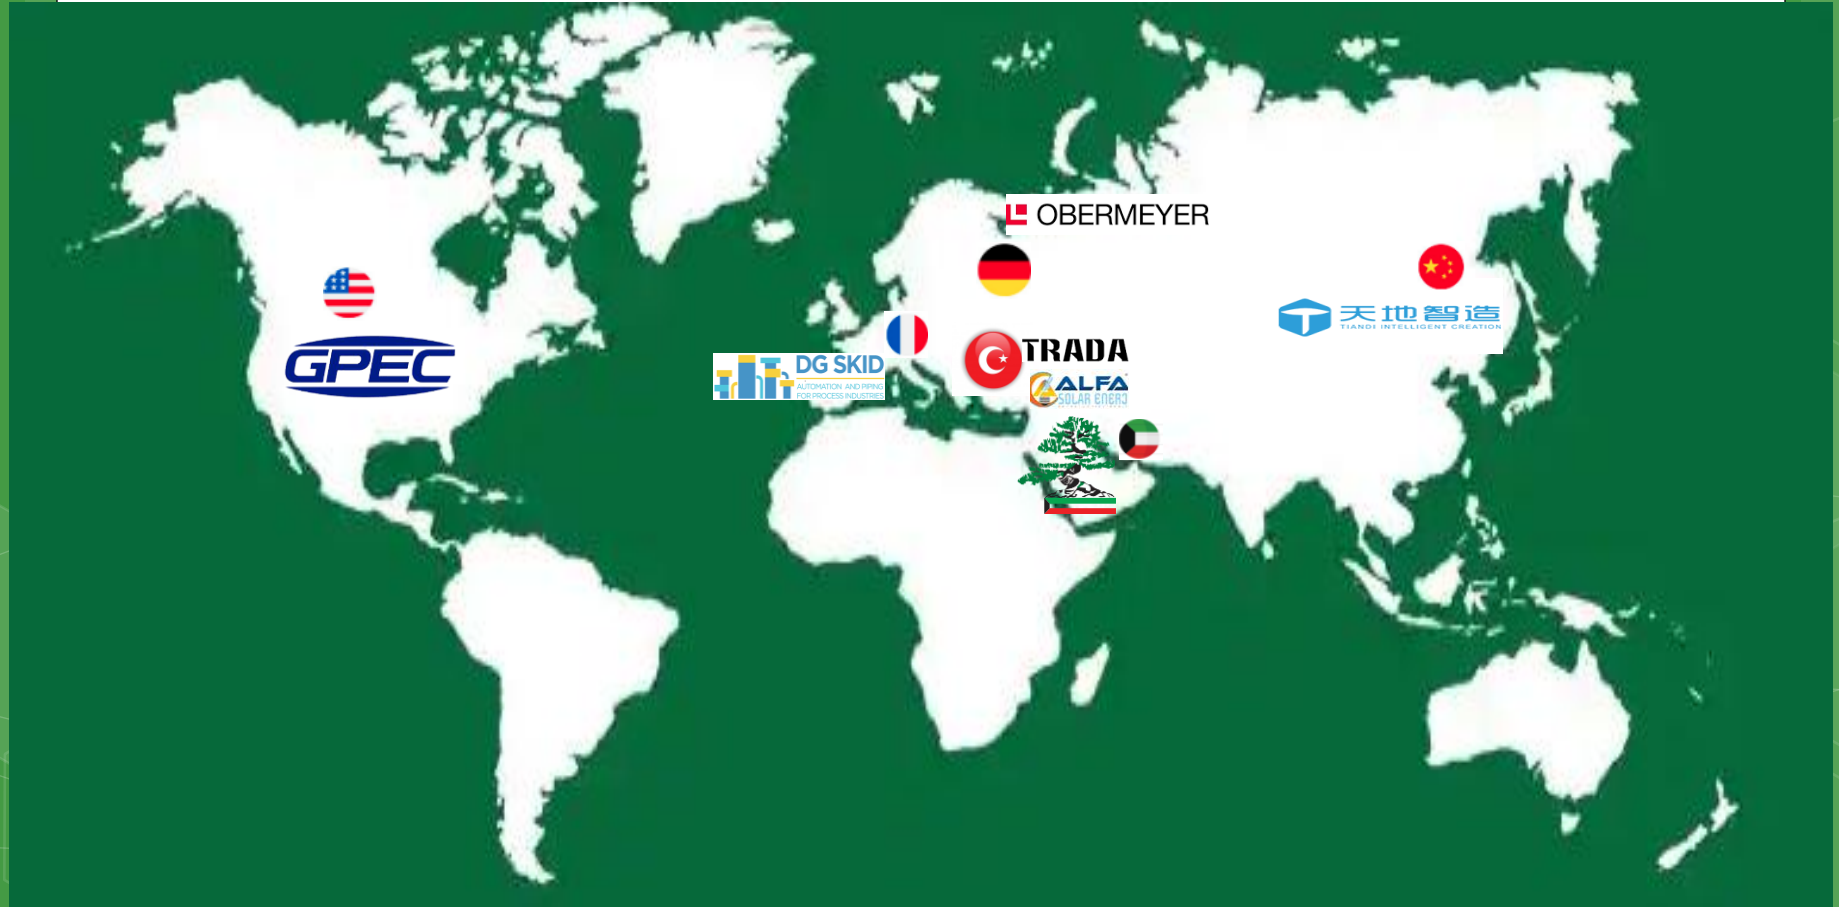 OBERMEYER
天地智造
TIANDI INTELLIGENT CREATION
GPEC
TRADA
DG SKID
AUTOMATION AND PIPING
FOR PROCESS INDUSTRIES
ALFA
SOLAR ENERJ